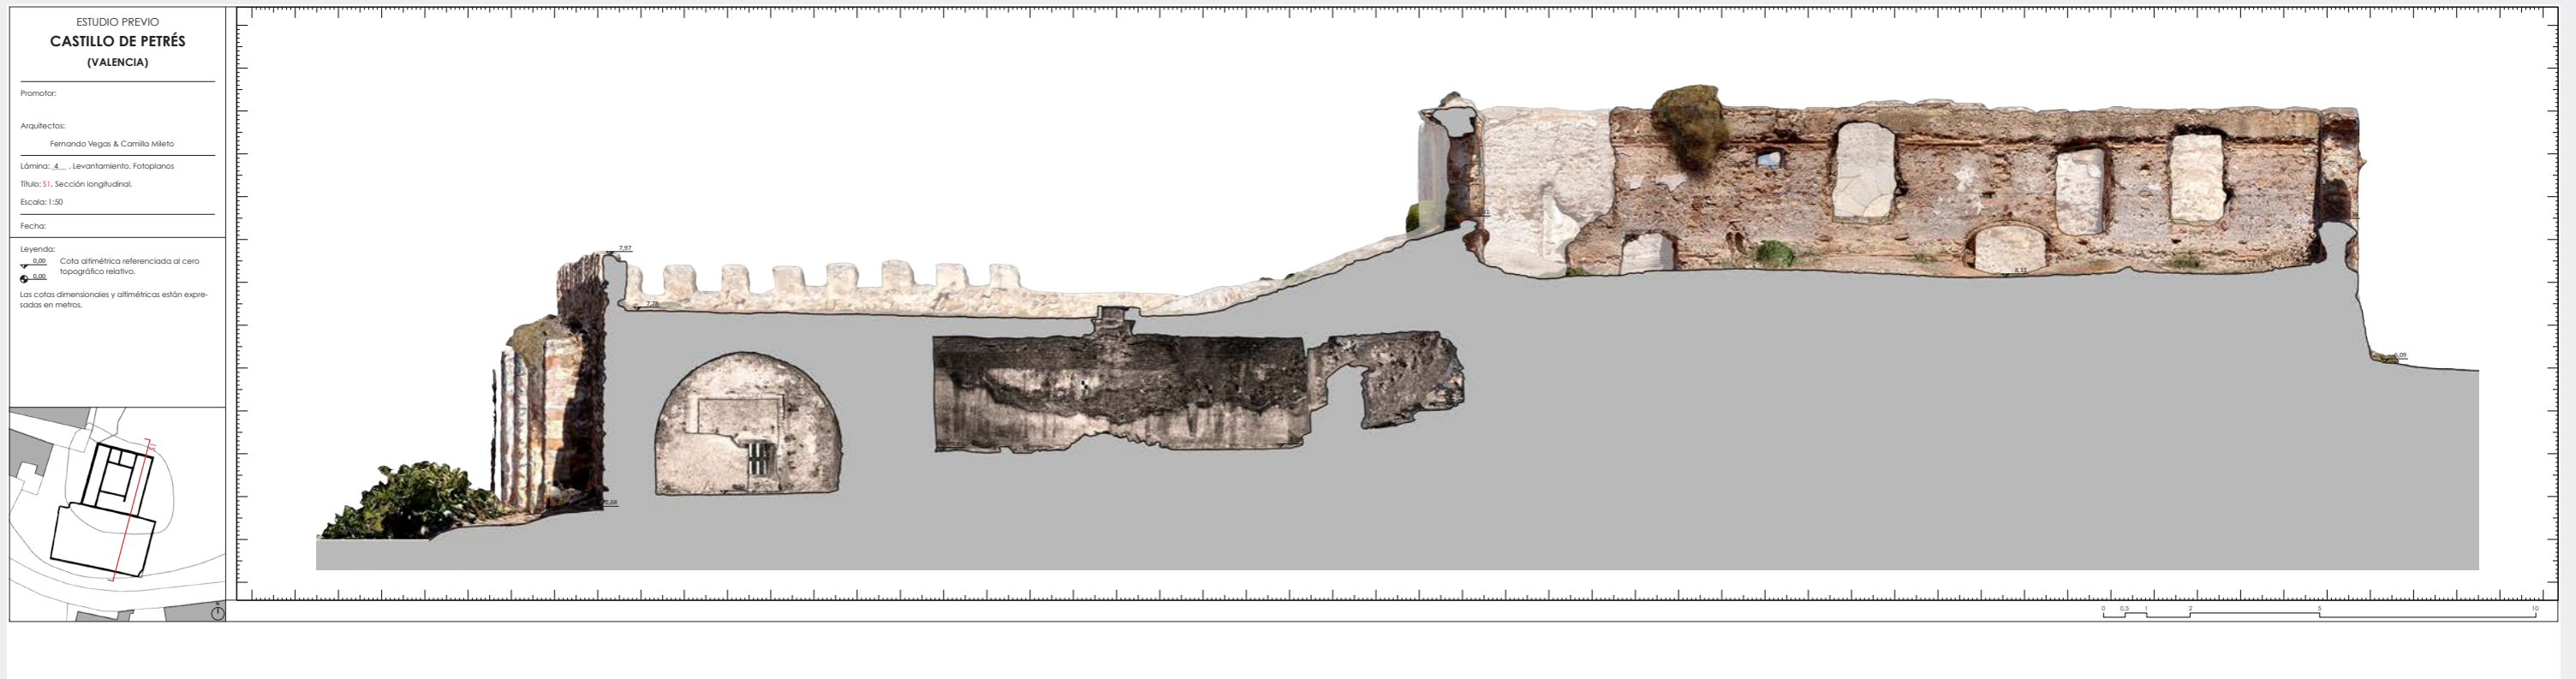 ESTUDIO PREVIO
CASTILLO DE PETRÉS
(VALENCIA)
Promotor:
Arquitectos:
Fernando Vegas & Camilla Mileto
Lámina: 4 . Levantamiento. Fotoplanos
Título: S1. Sección longitudinal.
Escala: 1:50
Fecha:
Leyenda:
0,00 Cota altimétrica referenciada al cero
0,00 topográfico relativo.
Las cotas dimensionales y altimétricas están expre-
sadas en metros.
7,97
0 0,5 1 2 5 10